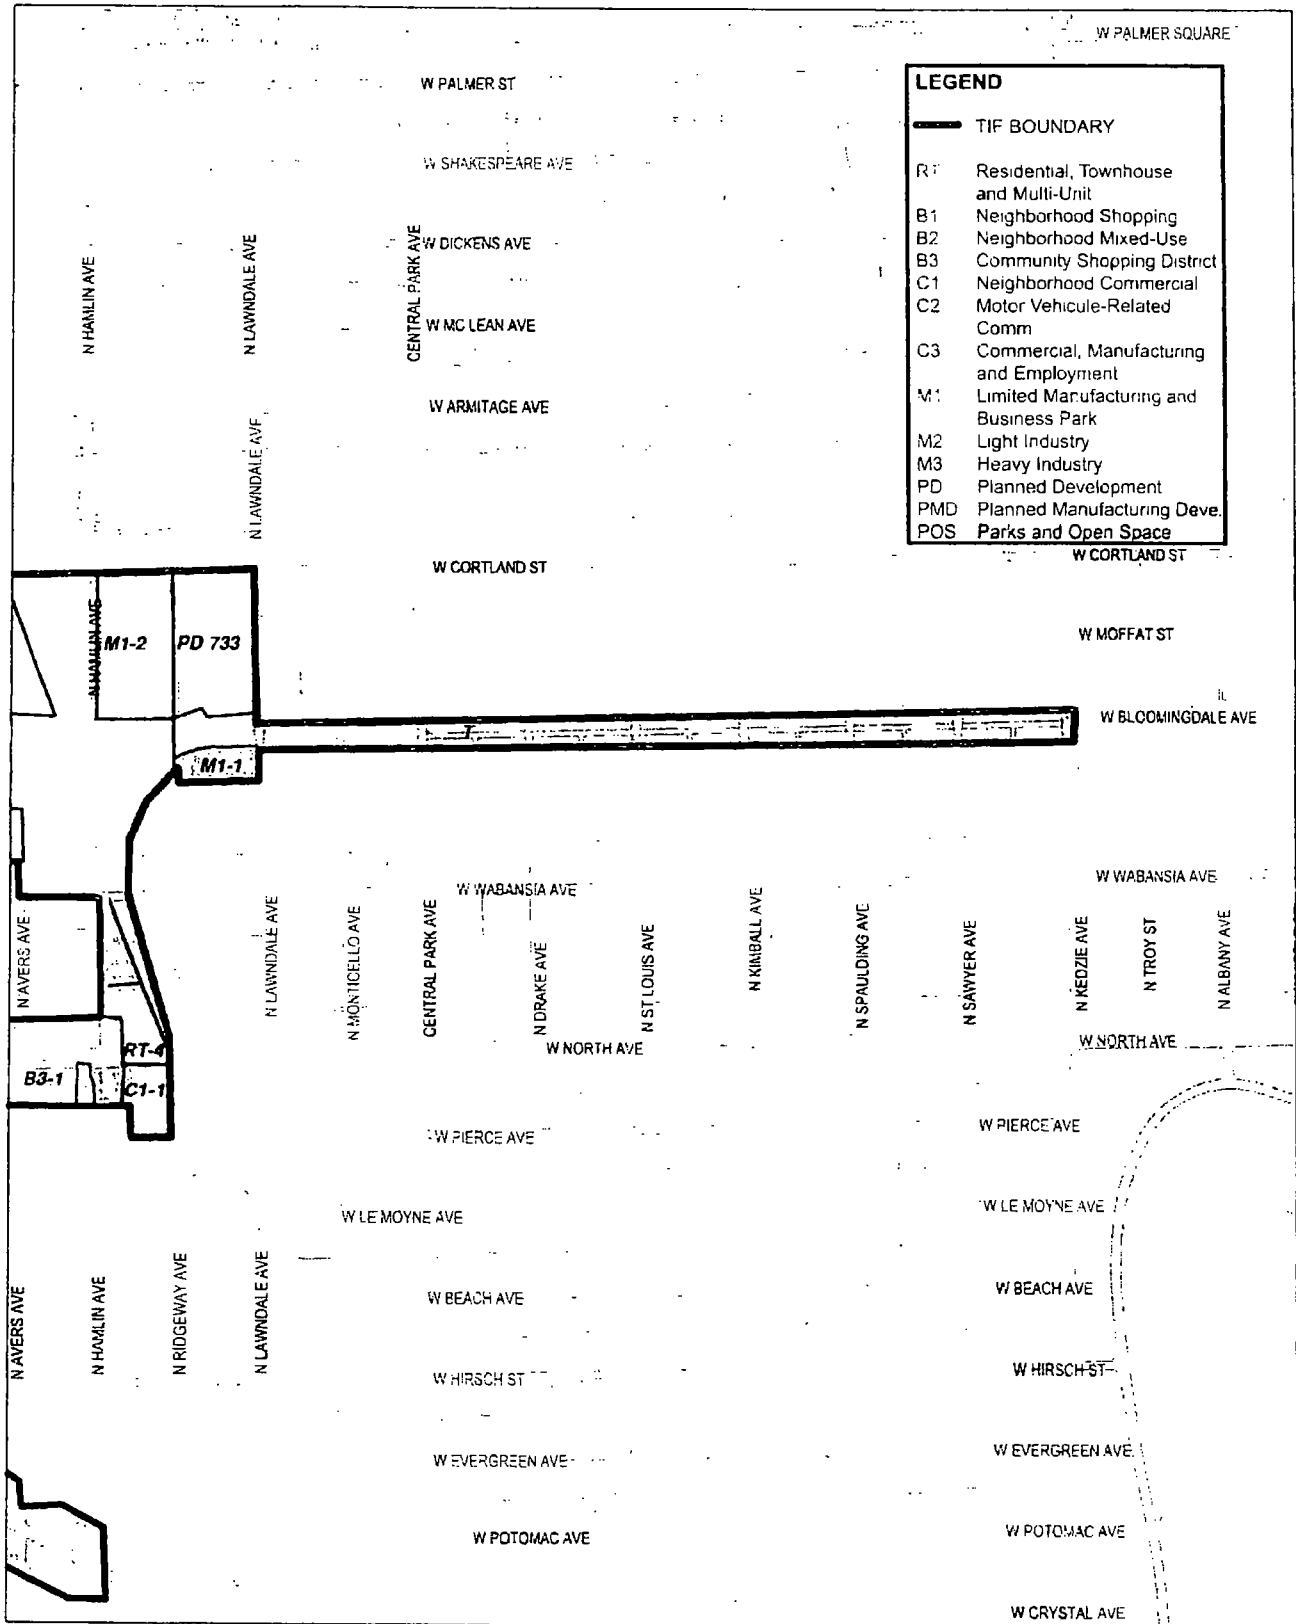 W PALMER SQUARE
W PALMER ST
LEGEND
TIF BOUNDARY
W SHAKESPEARE AVE
RT Residential, Townhouse
and Multi-Unit
B1 Neighborhood Shopping
B2 Neighborhood Mixed-Use
B3 Community Shopping District
C1 Neighborhood Commercial
C2 Motor Vehicule-Related
Comm
C3 Commercial, Manufacturing
and Employment
M1 Limited Manufacturing and
Business Park
M2 Light Industry
M3 Heavy Industry
PD Planned Development
PMD Planned Manufacturing Deve.
POS Parks and Open Space
N HAMLIN AVE
N LAWNDALE AVE
CENTRAL PARK AVE
W DICKENS AVE
W MC LEAN AVE
W ARMITAGE AVE
N LAWNDALE AVE
W CORTLAND ST
W CORTLAND ST
N HAMLIN AVE
M1-2
PD 733
W MOFFAT ST
W BLOOMINGDALE AVE
T
M1-1
W WABANSIA AVE
W WABANSIA AVE
N AVERS AVE
N LAWNDALE AVE
N MONTICELLO AVE
CENTRAL PARK AVE
N DRAKE AVE
N ST LOUIS AVE
N KIMBALL AVE
N SPAULDING AVE
N SAWYER AVE
N KEDZIE AVE
N TROY ST
N ALBANY AVE
W NORTH AVE
W NORTH AVE
RT-4
B3-1
C1-1
W PIERCE AVE
W PIERCE AVE
W LE MOYNE AVE
W LE MOYNE AVE
N AVERS AVE
N HAMLIN AVE
N RIDGEWAY AVE
N LAWNDALE AVE
W BEACH AVE
W BEACH AVE
W HIRSCH ST
W HIRSCH ST
W EVERGREEN AVE
W EVERGREEN AVE
W POTOMAC AVE
W POTOMAC AVE
W CRYSTAL AVE